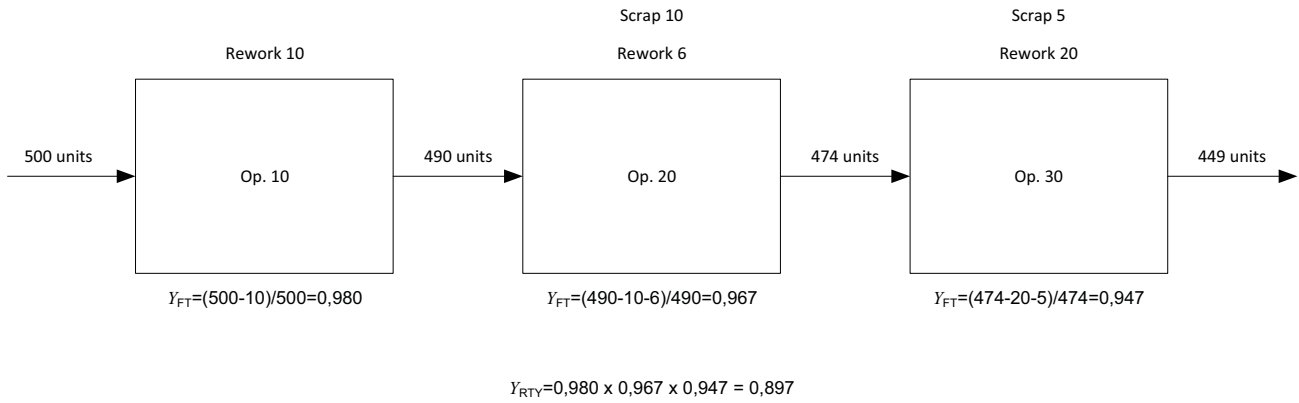 Scrap 10
Scrap 5
Rework 10
Rework 6
Rework 20
500 units
Op. 10
490 units
Op. 20
474 units
Op. 30
449 units
YFT=(500-10)/500=0,980
YFT=(490-10-6)/490=0,967
YFT=(474-20-5)/474=0,947
YRTY=0,980 x 0,967 x 0,947 = 0,897